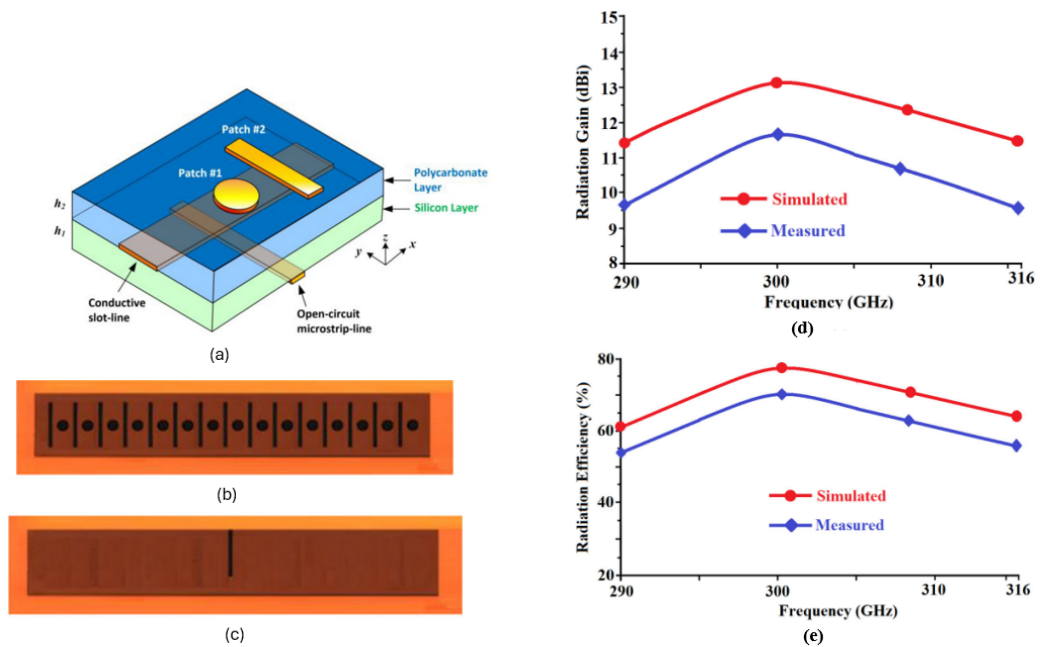 Patch #2
Patch #1
Polycarbonate
Layer
Silicon Layer
h2
h1
z
y
x
Conductive
slot-line
Open-circuit
microstrip-line
(a)
(b)
(c)
15
14
13
12
11
10
9
8
Radiation Gain (dBi)
Simulated
Measured
290
300
310
316
Frequency (GHz)
(d)
80
60
40
20
Radiation Efficiency (%)
Simulated
Measured
290
300
310
316
Frequency (GHz)
(e)